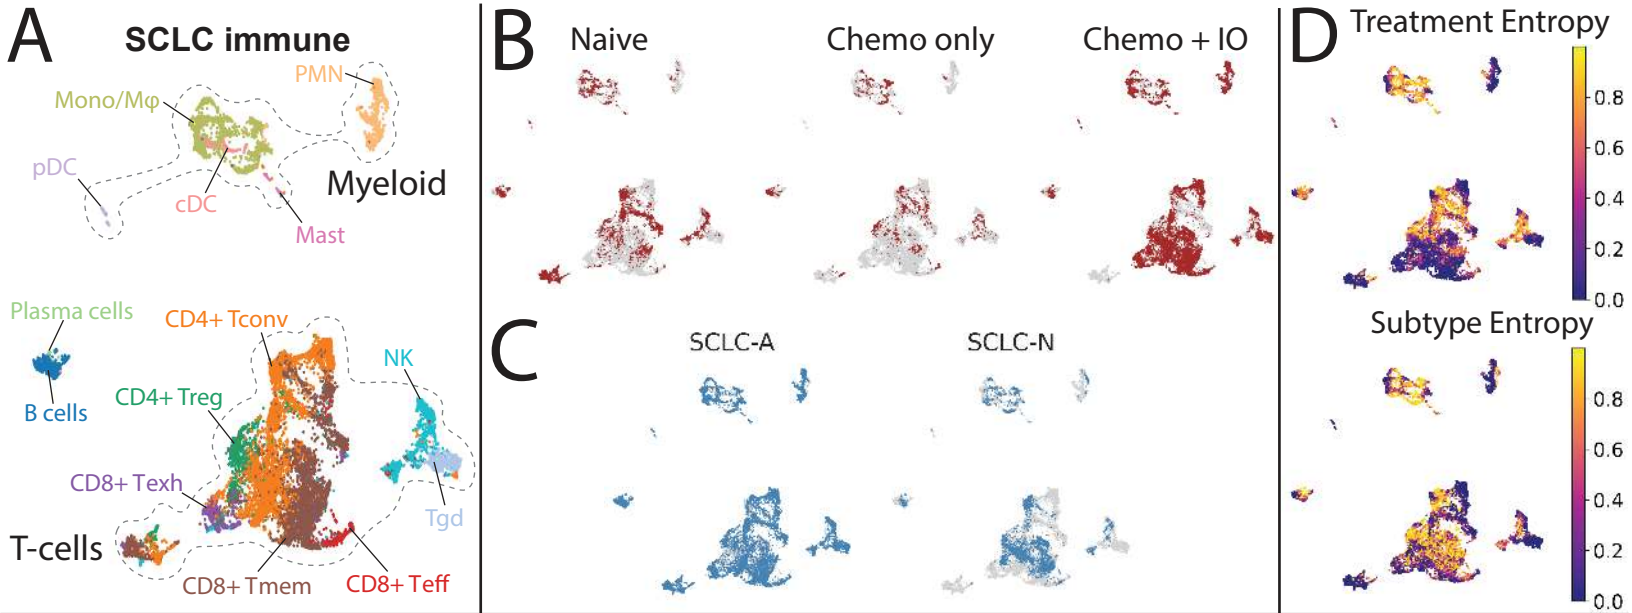 A
SCLC immune
PMN
Mono/Mφ
pDC
Myeloid
cDC
Mast
Plasma cells
CD4+ Tconv
NK
CD4+ Treg
B cells
CD8+ Texh
Tgd
T-cells
CD8+ Tmem
CD8+ Teff
B
Naive
Chemo only
Chemo + IO
C
SCLC-A
SCLC-N
D
Treatment Entropy
0.8
0.6
0.4
0.2
0.0
Subtype Entropy
0.8
0.6
0.4
0.2
0.0